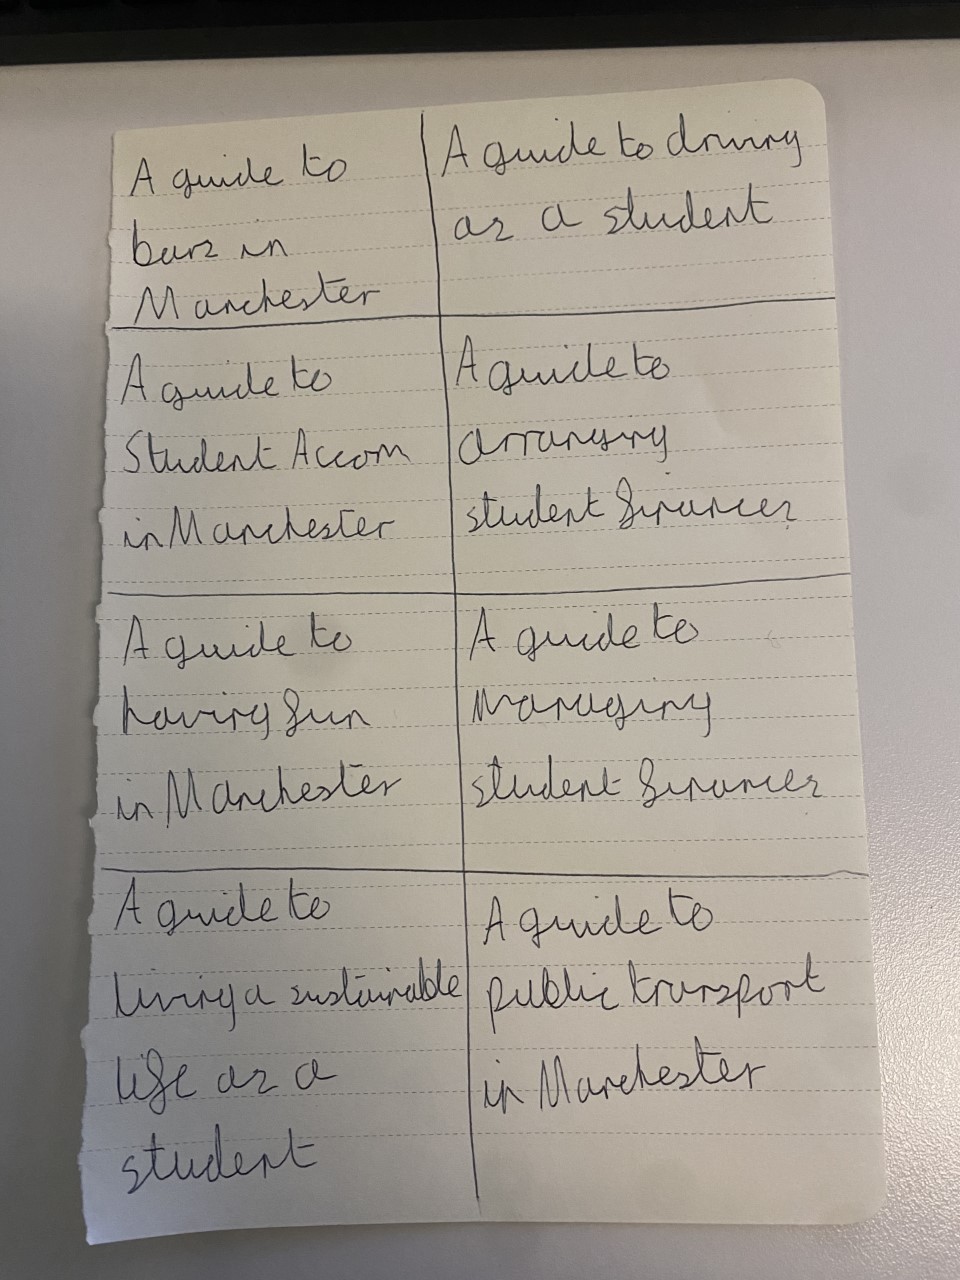 A guide to
bars in
Manchester
A guide to driving
as a student
A guide to
Student Accom
in Manchester
A guide to
arranging
student finances
A guide to
having fun
in Manchester
A guide to
managing
student finances
A guide to
living a sustainable
life as a
student
A guide to
public transport
in Manchester